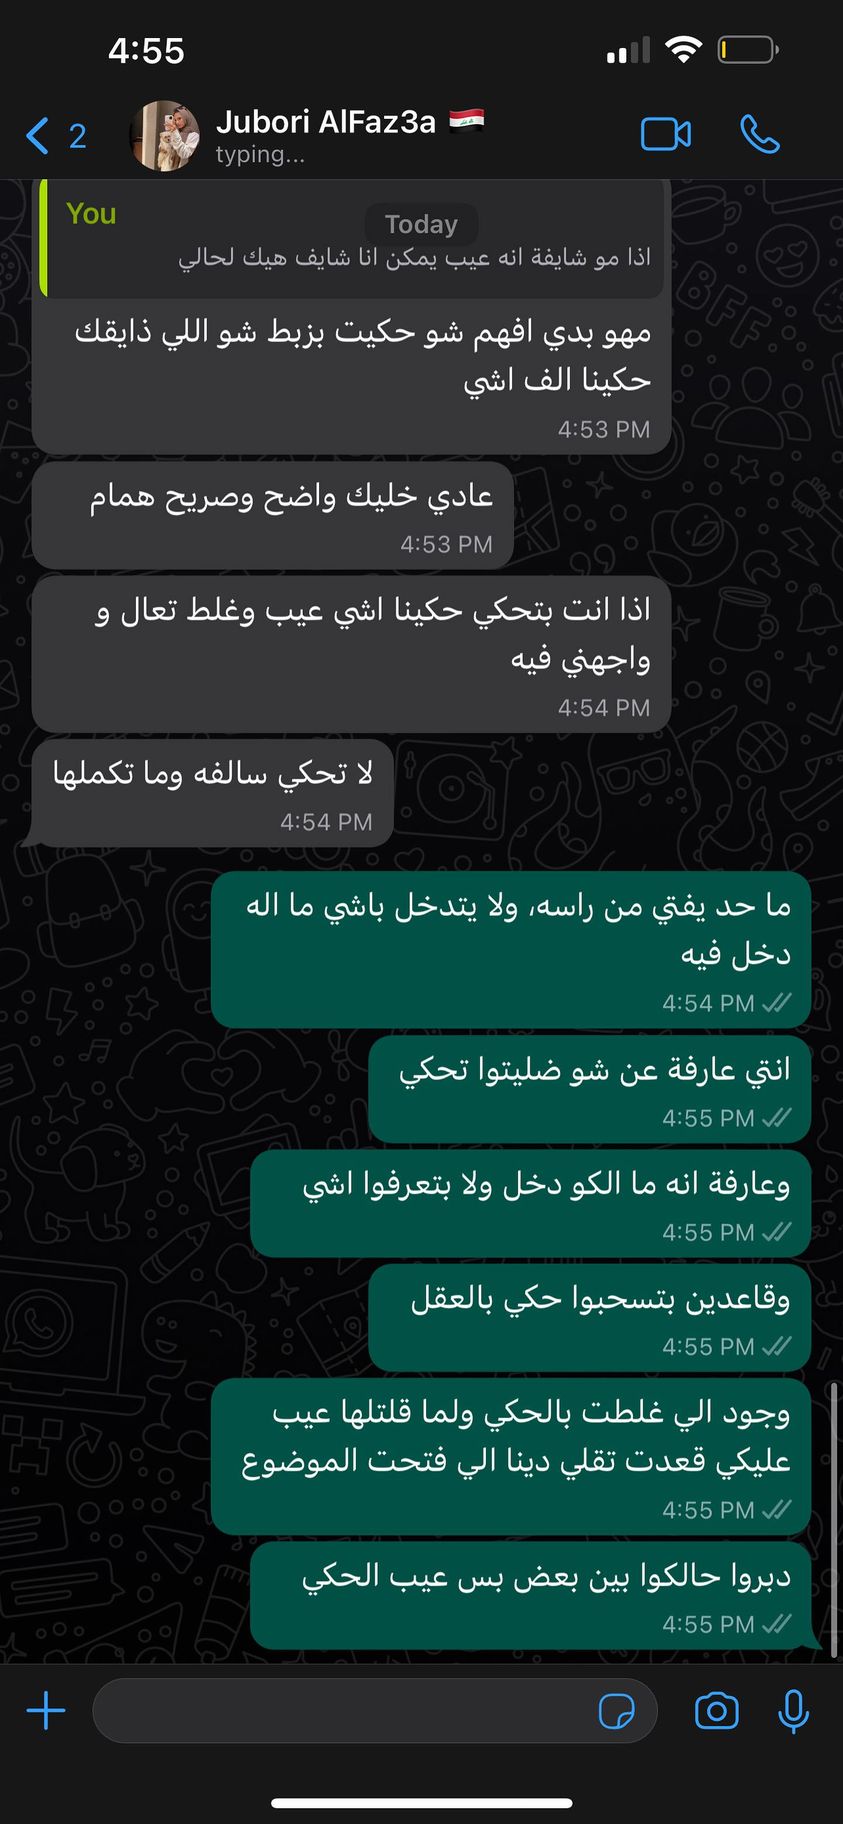 4:55
2
Jubori AlFaz3a 🇮🇶
typing...
You
Today
اذا مو شايفة انه عيب يمكن انا شايف هيك لحالي
مهو بدي افهم شو حكيت بزبط شو اللي ذايقك
حكينا الف اشي
4:53 PM
عادي خليك واضح وصريح همام
4:53 PM
اذا انت بتحكي حكينا اشي عيب وغلط تعال و
واجهني فيه
4:54 PM
لا تحكي سالفه وما تكملها
4:54 PM
ما حد يفتي من راسه، ولا يتدخل باشي ما اله
دخل فيه
4:54 PM
انتي عارفة عن شو ضليتوا تحكي
4:55 PM
وعارفة انه ما الكو دخل ولا بتعرفوا اشي
4:55 PM
وقاعدين بتسحبوا حكي بالعقل
4:55 PM
وجود الي غلطت بالحكي ولما قلتلها عيب
عليكي قعدت تقلي دينا الي فتحت الموضوع
4:55 PM
دبروا حالكوا بين بعض بس عيب الحكي
4:55 PM